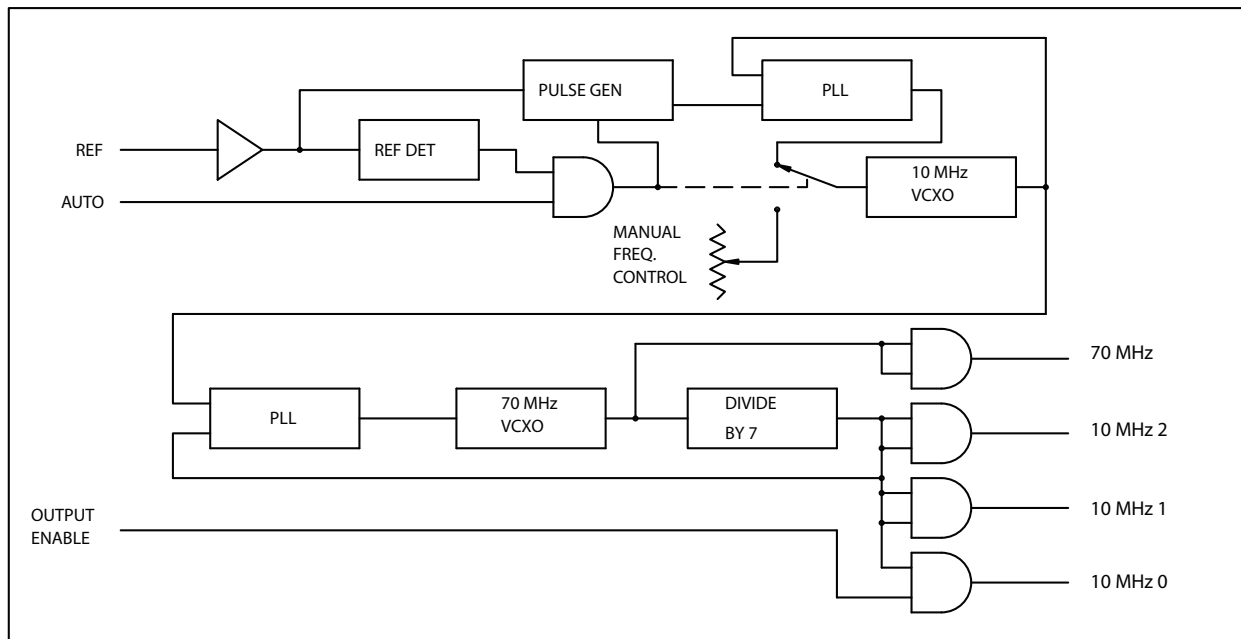 PULSE GEN
PLL
REF
REF DET
10 MHz
VCXO
AUTO
MANUAL
FREQ.
CONTROL
70 MHz
PLL
70 MHz
VCXO
DIVIDE
BY 7
10 MHz 2
10 MHz 1
OUTPUT
ENABLE
10 MHz 0